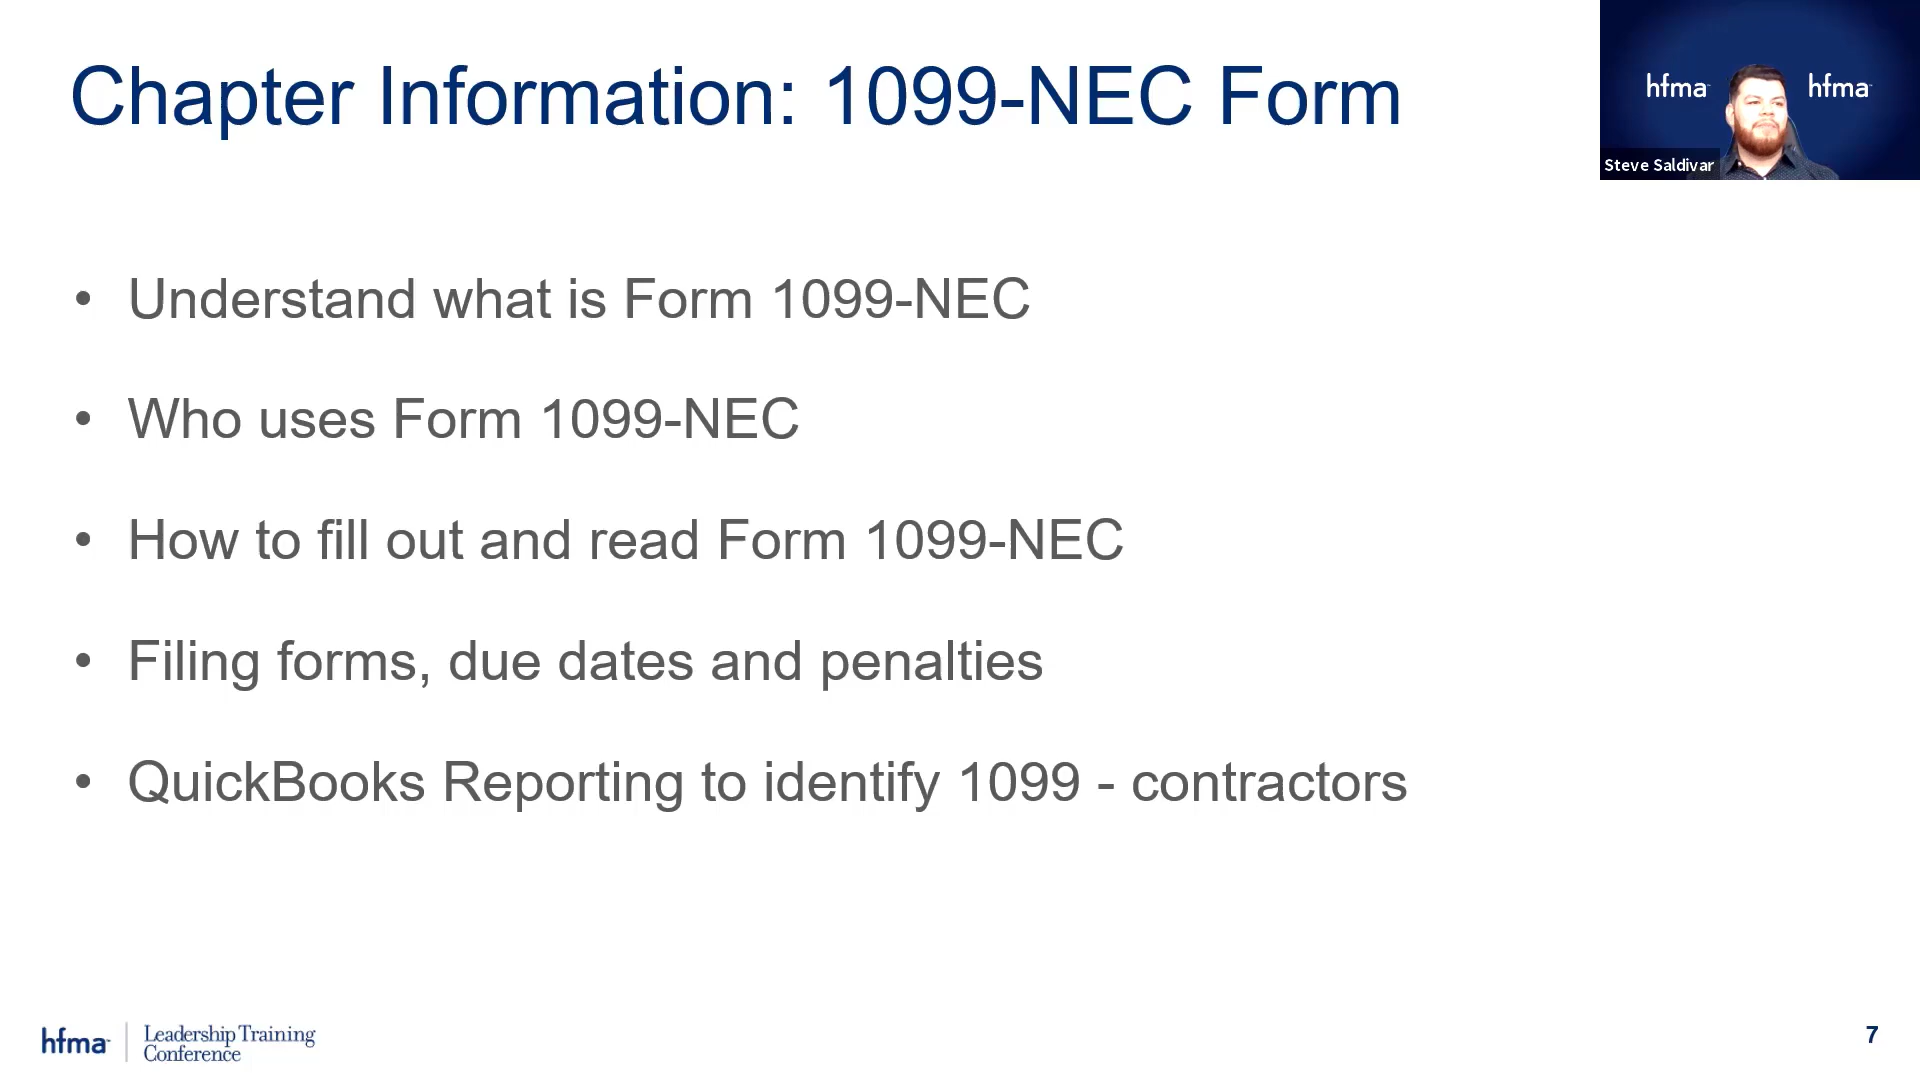 Chapter Information: 1099-NEC Form
hfma
hfma
Steve Saldivar
• Understand what is Form 1099-NEC
• Who uses Form 1099-NEC
• How to fill out and read Form 1099-NEC
• Filing forms, due dates and penalties
• QuickBooks Reporting to identify 1099 - contractors
hfma
Leadership Training
Conference
7